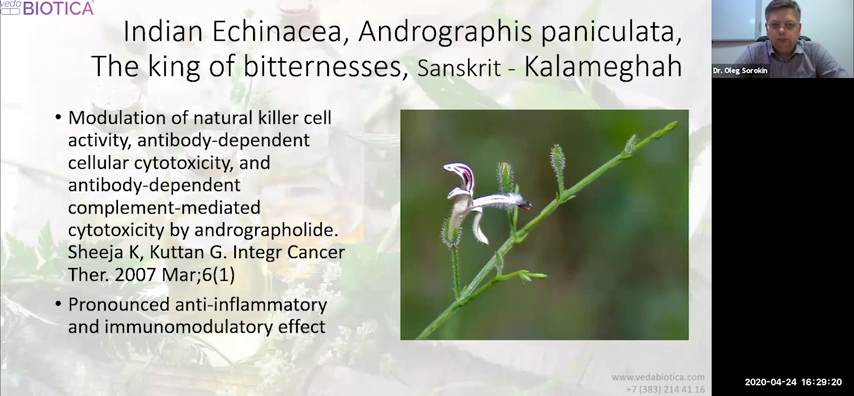 veda
BIOTICA
Indian Echinacea, Andrographis paniculata,
The king of bitternesses, Sanskrit - Kalameghah
• Modulation of natural killer cell
activity, antibody-dependent
cellular cytotoxicity, and
antibody-dependent
complement-mediated
cytotoxicity by andrographolide.
Sheeja K, Kuttan G. Integr Cancer
Ther. 2007 Mar;6(1)
• Pronounced anti-inflammatory
and immunomodulatory effect
www.vedabiotica.com
+7 (383) 214 41 16
Dr. Oleg Sorokin
2020-04-24 16:29:20